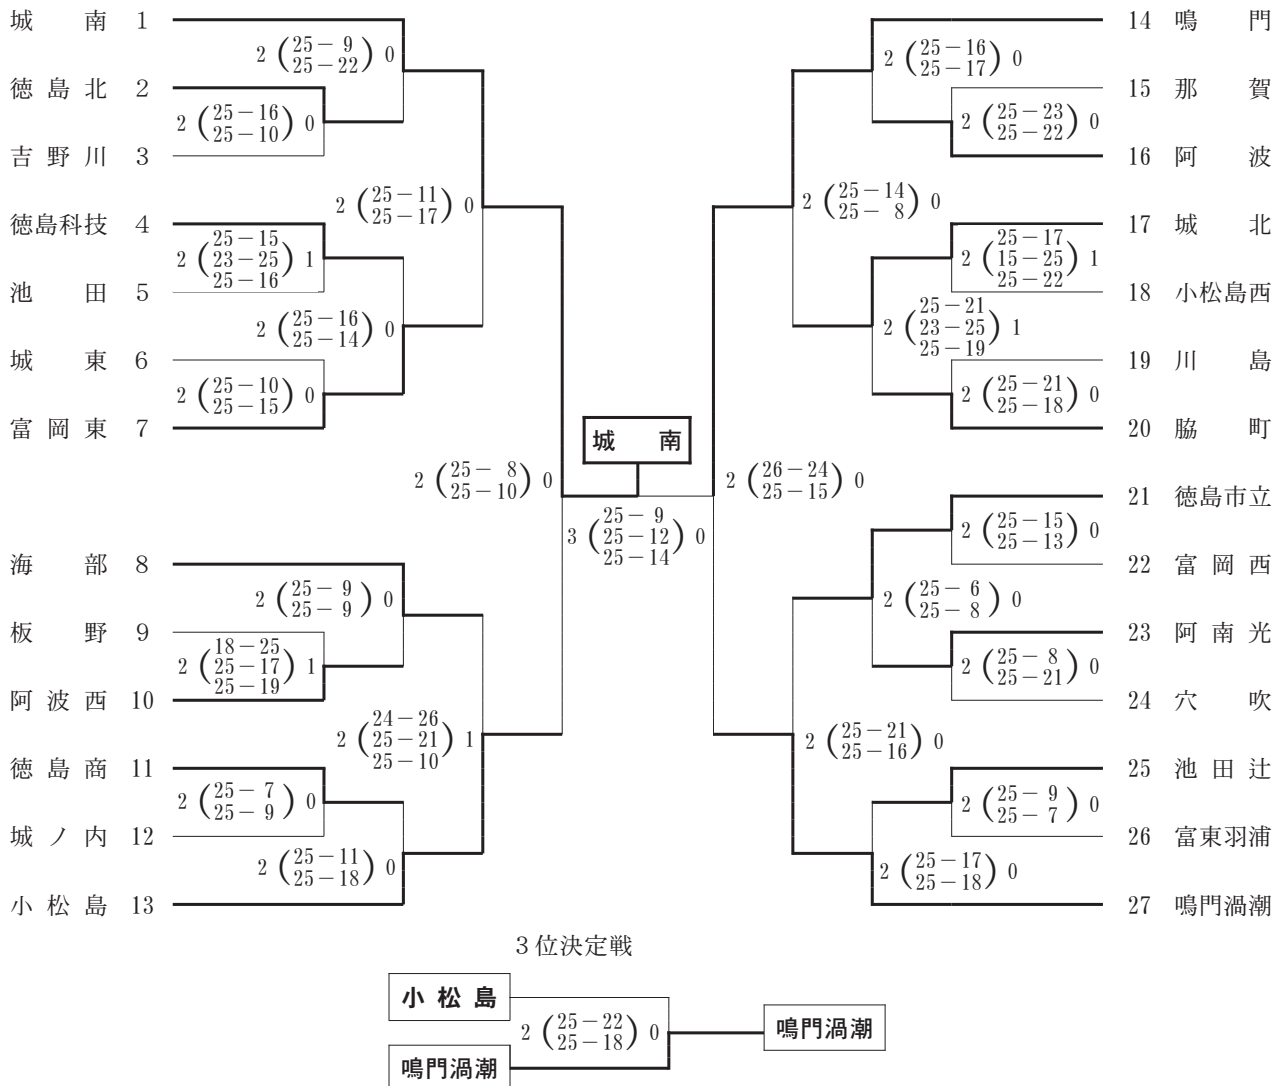 城南 1
2 (25-9 25-22) 0
徳島北 2
2 (25-16 25-10) 0
吉野川 3
2 (25-11 25-17) 0
徳島科技 4
2 (25-15 23-25 25-16) 1
池田 5
2 (25-16 25-14) 0
城東 6
2 (25-10 25-15) 0
富岡東 7
2 (25-8 25-10) 0
海部 8
2 (25-9 25-9) 0
板野 9
2 (18-25 25-17 25-19) 1
阿波西 10
2 (24-26 25-21 25-10) 1
徳島商 11
2 (25-7 25-9) 0
城ノ内 12
2 (25-11 25-18) 0
小松島 13
城南
3 (25-9 25-12 25-14) 0
14 鳴門
2 (25-16 25-17) 0
15 那賀
2 (25-23 25-22) 0
16 阿波
2 (25-14 25-8) 0
17 城北
2 (25-17 15-25 25-22) 1
18 小松島西
2 (25-21 23-25 25-19) 1
19 川島
2 (25-21 25-18) 0
20 脇町
2 (26-24 25-15) 0
21 徳島市立
2 (25-15 25-13) 0
22 富岡西
2 (25-6 25-8) 0
23 阿南光
2 (25-8 25-21) 0
24 穴吹
2 (25-21 25-16) 0
25 池田辻
2 (25-9 25-7) 0
26 富東羽浦
2 (25-17 25-18) 0
27 鳴門渦潮
3位決定戦
小松島
2 (25-22 25-18) 0
鳴門渦潮
鳴門渦潮